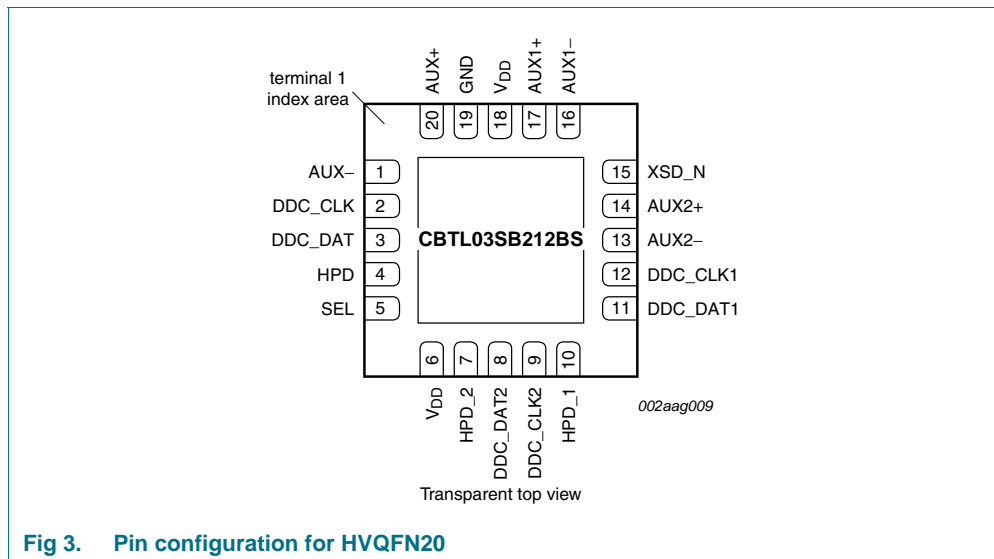 terminal 1
index area
AUX+
GND
VDD
AUX1+
AUX1−
20
19
18
17
16
AUX− 1
DDC_CLK 2
DDC_DAT 3
HPD 4
SEL 5
CBTL03SB212BS
15 XSD_N
14 AUX2+
13 AUX2−
12 DDC_CLK1
11 DDC_DAT1
6
7
8
9
10
VDD
HPD_2
DDC_DAT2
DDC_CLK2
HPD_1
002aag009
Transparent top view
Fig 3. Pin configuration for HVQFN20